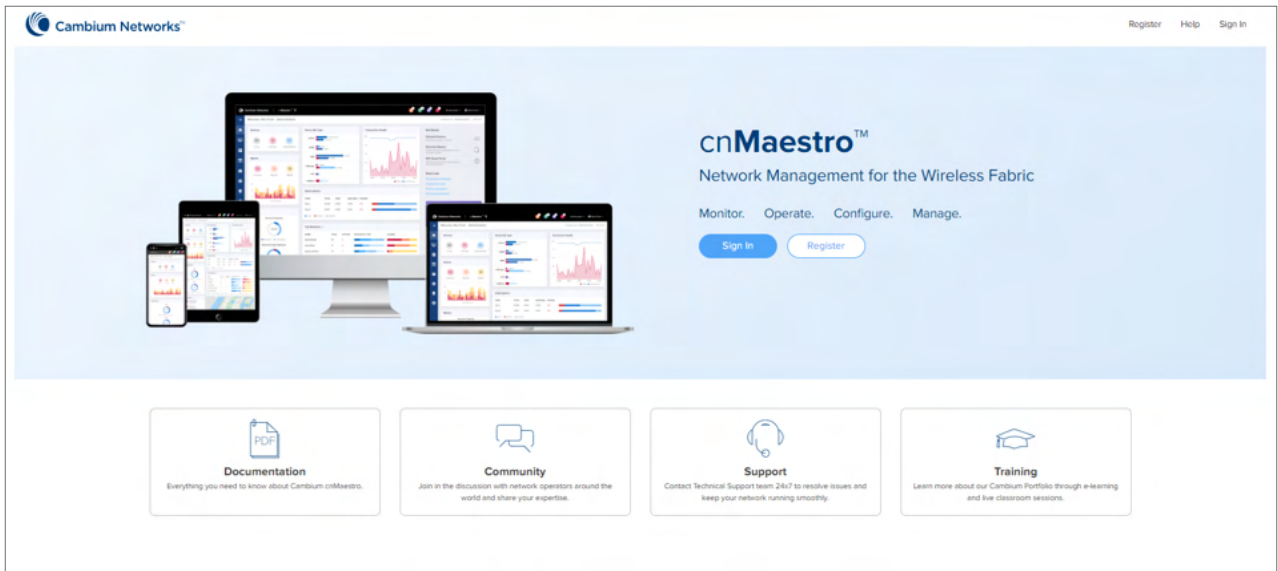 Cambium Networks™
Register Help Sign In
cnMaestro™
Network Management for the Wireless Fabric
Monitor. Operate. Configure. Manage.
Sign In Register
PDF
Documentation
Everything you need to know about Cambium cnMaestro.
Community
Join in the discussion with network operators around the
world and share your expertise.
Support
Contact Technical Support team 24x7 to resolve issues and
keep your network running smoothly.
Training
Learn more about our Cambium Portfolio through e-learning
and live classroom sessions.